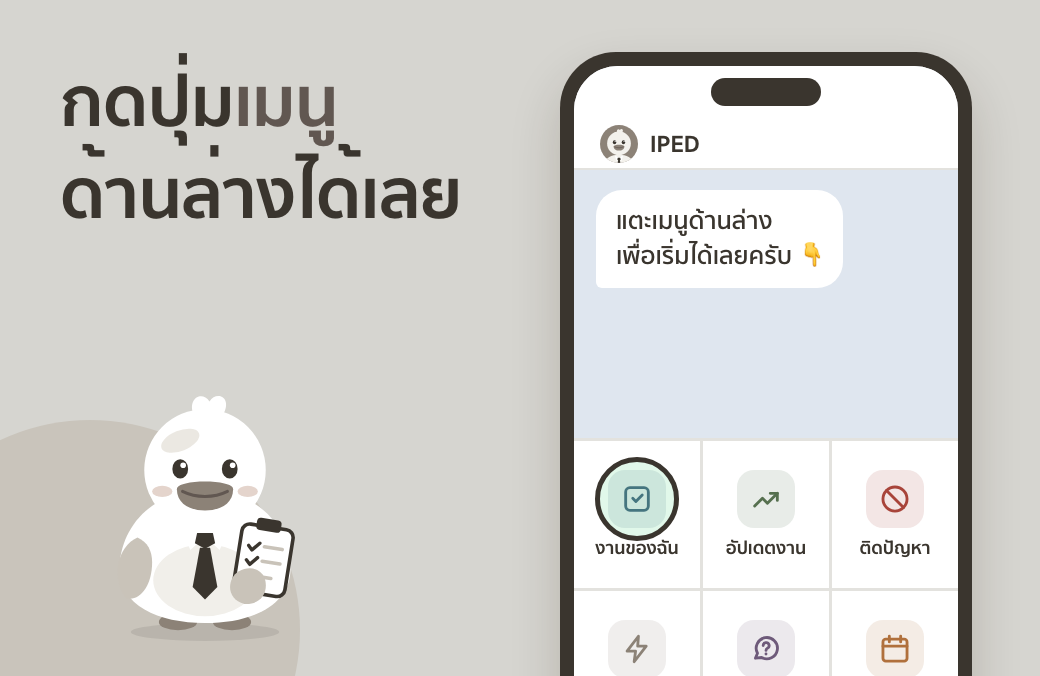 กดปุ่มเมนู
ด้านล่างได้เลย
IPED
แตะเมนูด้านล่าง
เพื่อเริ่มได้เลยครับ 👇
งานของฉัน
อัปเดตงาน
ติดปัญหา